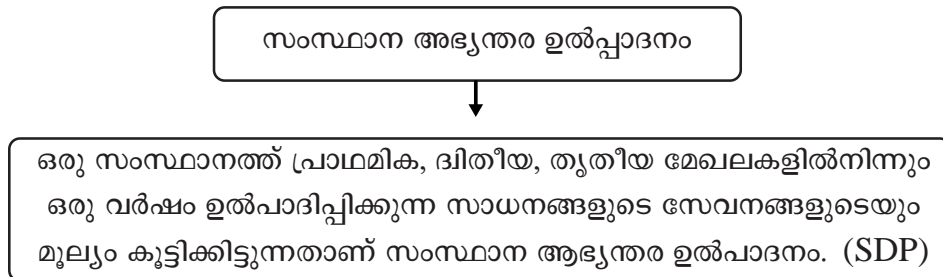 സംസ്ഥാന അഭ്യന്തര ഉൽപ്പാദനം
ഒരു സംസ്ഥാനത്ത് പ്രാഥമിക, ദ്വിതീയ, തൃതീയ മേഖലകളിൽനിന്നും
ഒരു വർഷം ഉൽപാദിപ്പിക്കുന്ന സാധനങ്ങളുടെ സേവനങ്ങളുടെയും
മൂല്യം കൂട്ടിക്കിട്ടുന്നതാണ് സംസ്ഥാന ആഭ്യന്തര ഉൽപാദനം. (SDP)